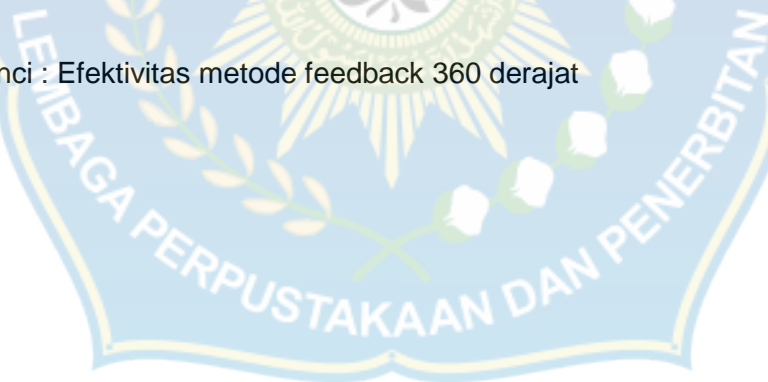 nci : Efektivitas metode feedback 360 derajat
LEMBAGA PERPUSTAKAAN DAN PENERBITAN